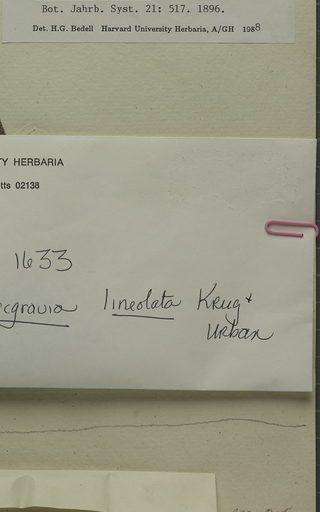 Bot. Jahrb. Syst. 21: 517. 1896.
Det. H.G. Bedell Harvard University Herbaria, A/GH 1988
TY HERBARIA
tts 02138
1633
cgravia lineolata Krug &
Urban